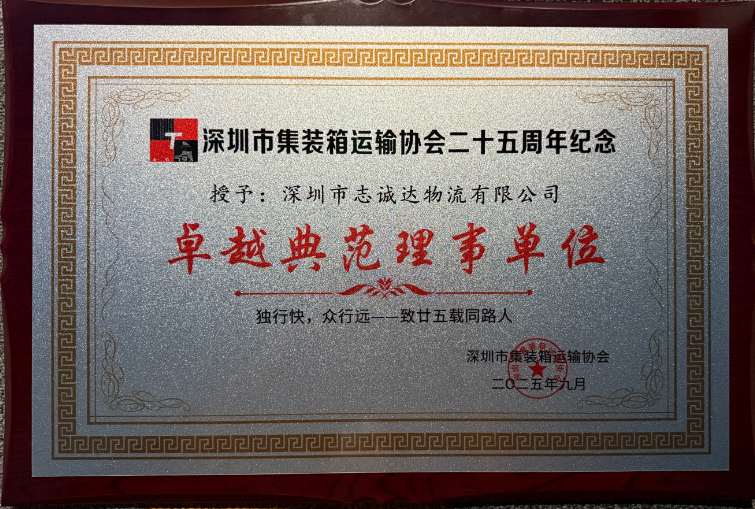 深圳市集装箱运输协会二十五周年纪念
授予：深圳市志诚达物流有限公司
卓越典范理事单位
独行快，众行远——致廿五载同路人
深圳市集装箱运输协会
二〇二五年九月